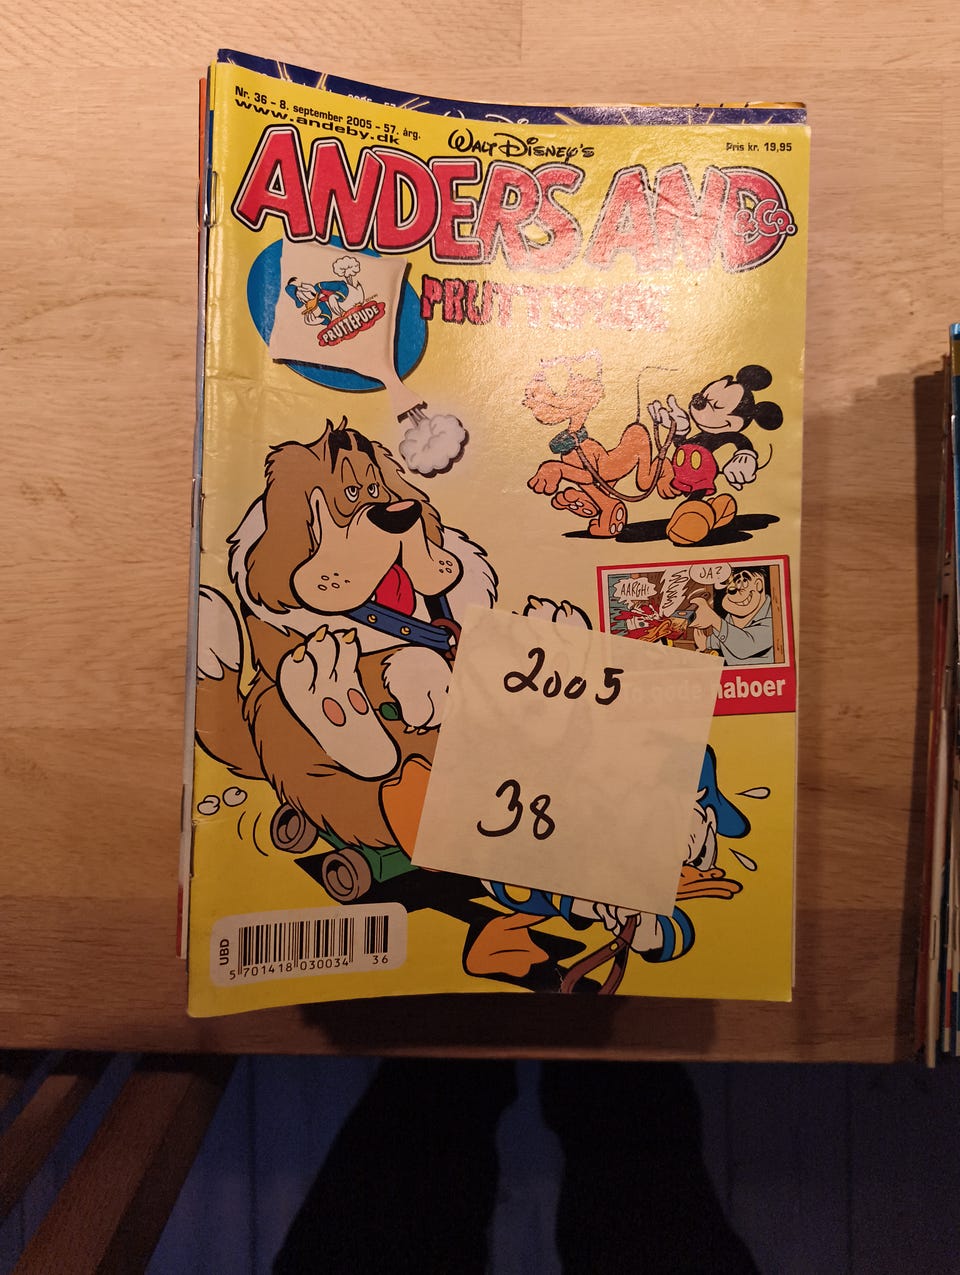 Nr. 36 - 8. september 2005 - 57. årg.
www.andeby.dk
WALT DISNEY'S
Pris kr. 19,95
ANDERS AND
& Co.
PRUTTEPUDE
PRUTTEPUDE
AARGH!
JA?
gode naboer
2005
38
UBD
5 701418 030034 36